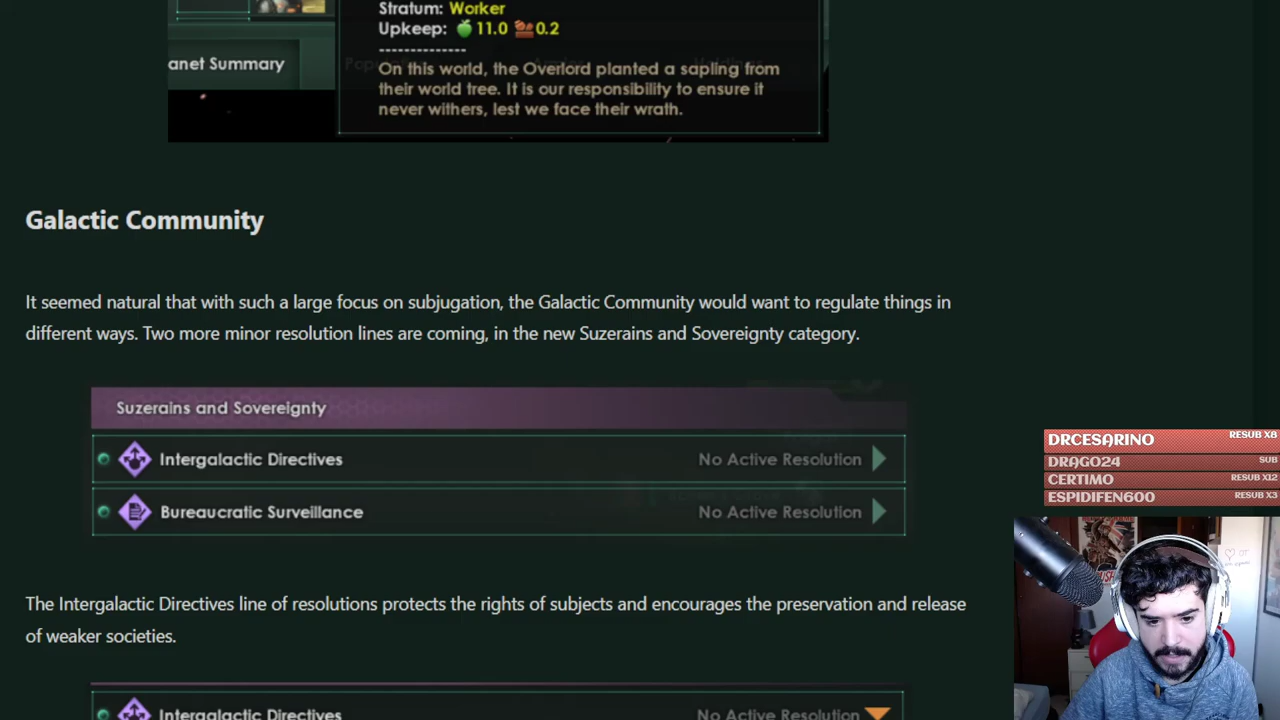 Stratum: Worker
Upkeep: 11.0 0.2
--------------
anet Summary
On this world, the Overlord planted a sapling from
their world tree. It is our responsibility to ensure it
never withers, lest we face their wrath.
Galactic Community
It seemed natural that with such a large focus on subjugation, the Galactic Community would want to regulate things in
different ways. Two more minor resolution lines are coming, in the new Suzerains and Sovereignty category.
Suzerains and Sovereignty
Intergalactic Directives No Active Resolution
Bureaucratic Surveillance No Active Resolution
The Intergalactic Directives line of resolutions protects the rights of subjects and encourages the preservation and release
of weaker societies.
Intergalactic Directives No Active Resolution
DRCESARINO RESUB X8
DRAGO24 SUB
CERTIMO RESUB X12
ESPIDIFEN600 RESUB X3